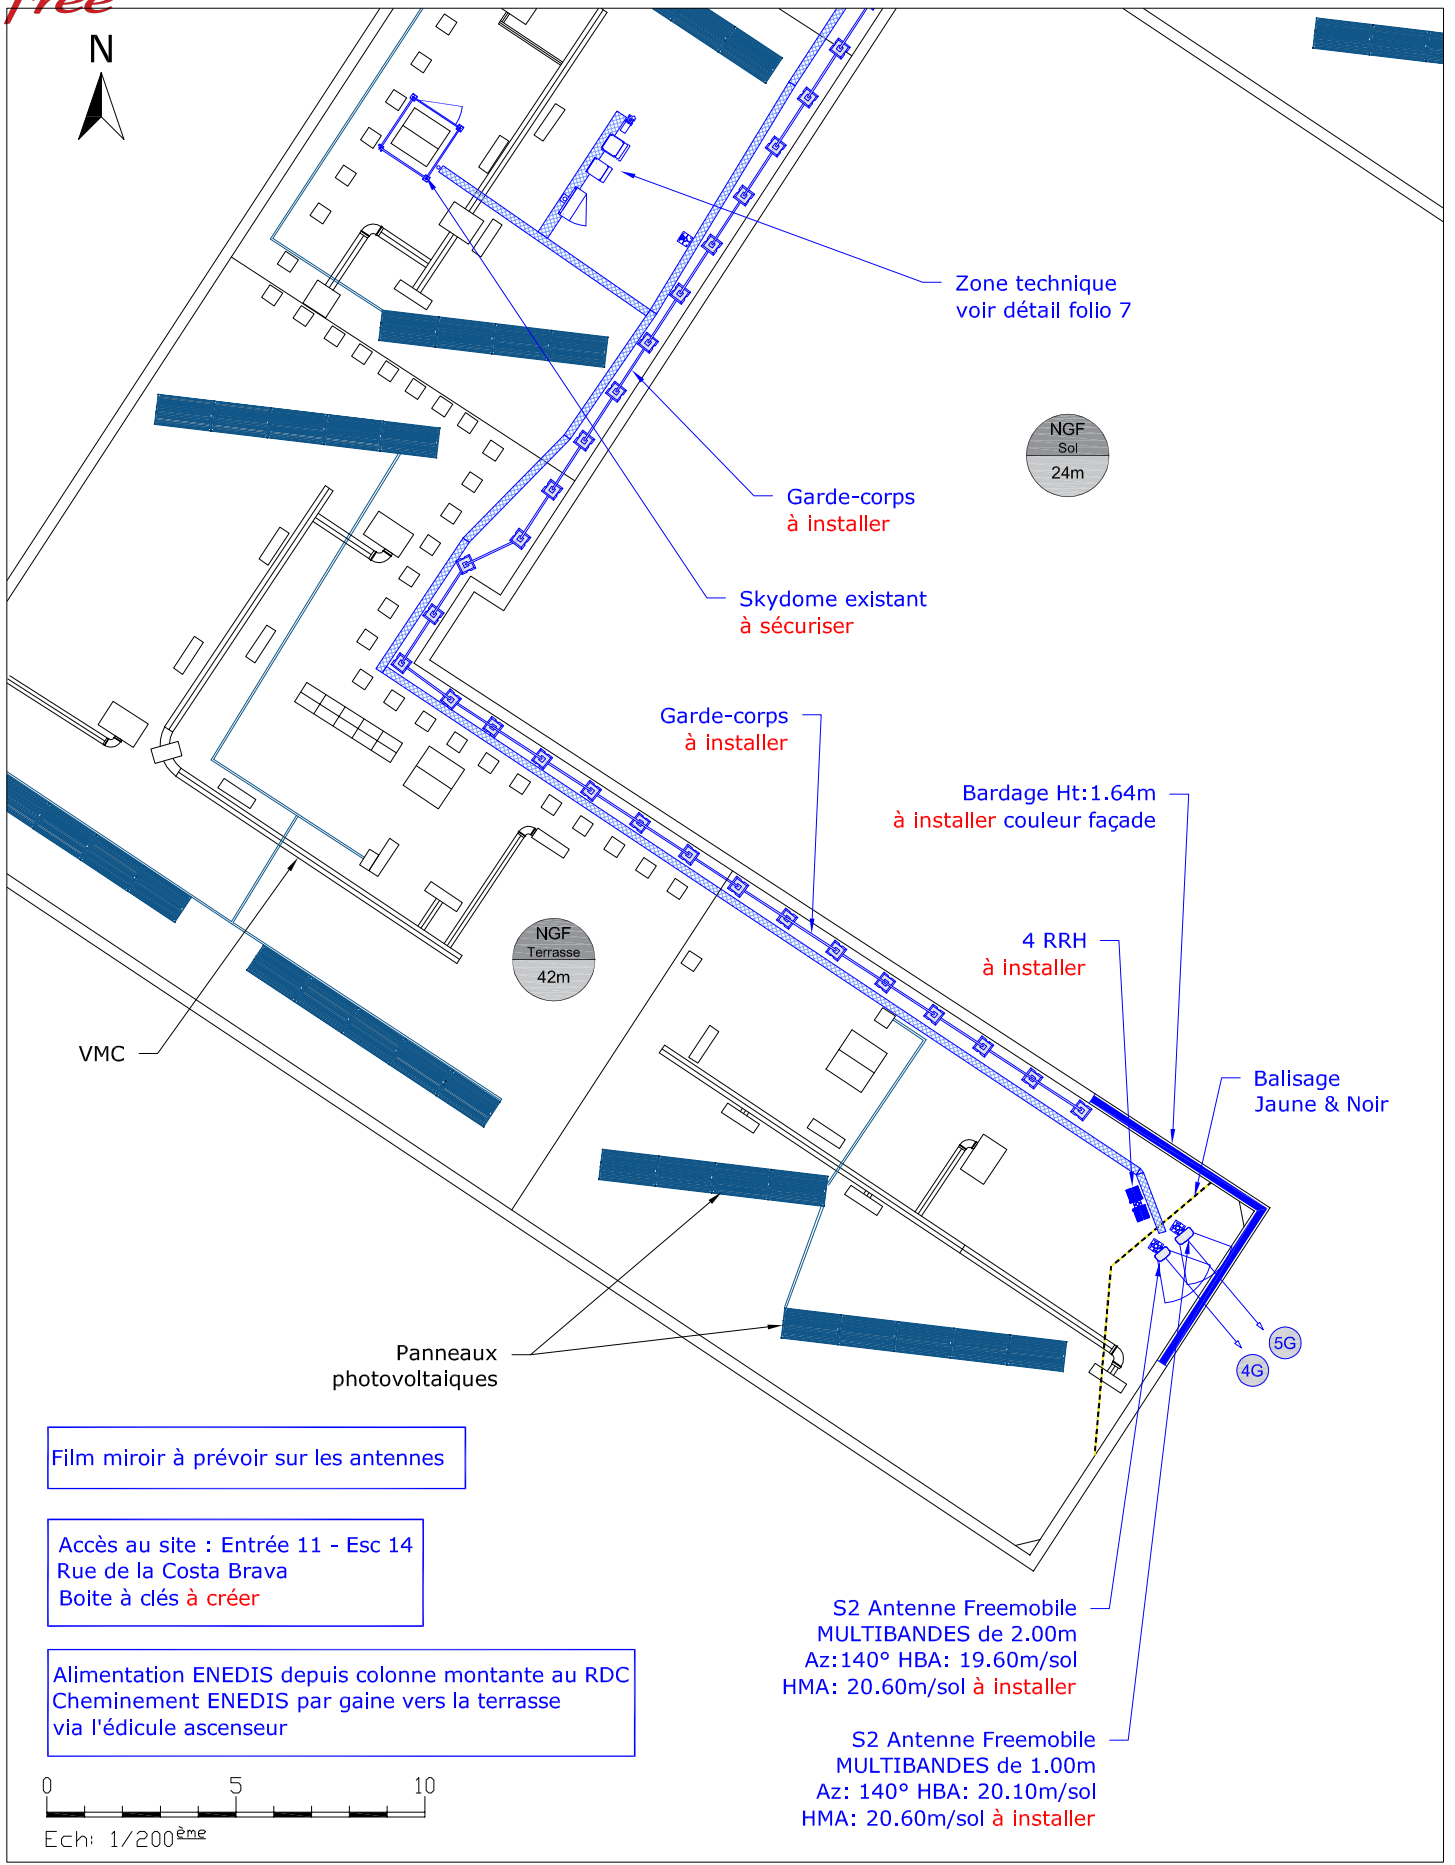 free
N
Zone technique
voir détail folio 7
NGF
Sol
24m
Garde-corps
à installer
Skydome existant
à sécuriser
Garde-corps
à installer
Bardage Ht:1.64m
à installer couleur façade
4 RRH
à installer
NGF
Terrasse
42m
VMC
Balisage
Jaune & Noir
Panneaux
photovoltaiques
5G
4G
Film miroir à prévoir sur les antennes
Accès au site : Entrée 11 - Esc 14
Rue de la Costa Brava
Boite à clés à créer
Alimentation ENEDIS depuis colonne montante au RDC
Cheminement ENEDIS par gaine vers la terrasse
via l'édicule ascenseur
S2 Antenne Freemobile
MULTIBANDES de 2.00m
Az:140° HBA: 19.60m/sol
HMA: 20.60m/sol à installer
S2 Antenne Freemobile
MULTIBANDES de 1.00m
Az: 140° HBA: 20.10m/sol
HMA: 20.60m/sol à installer
0 5 10
Ech: 1/200ème